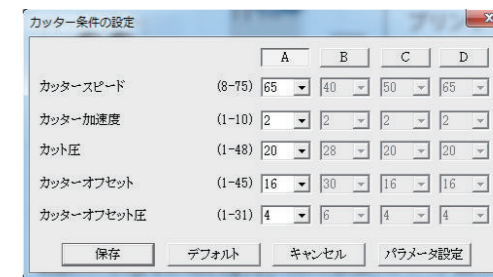 カッター条件の設定
A B C D
カッタースピード (8-75) 65 40 50 65
カッター加速度 (1-10) 2 2 2 2
カット圧 (1-48) 20 28 20 20
カッターオフセット (1-45) 16 30 16 16
カッターオフセット圧 (1-31) 4 6 4 4
保存 デフォルト キャンセル パラメータ設定